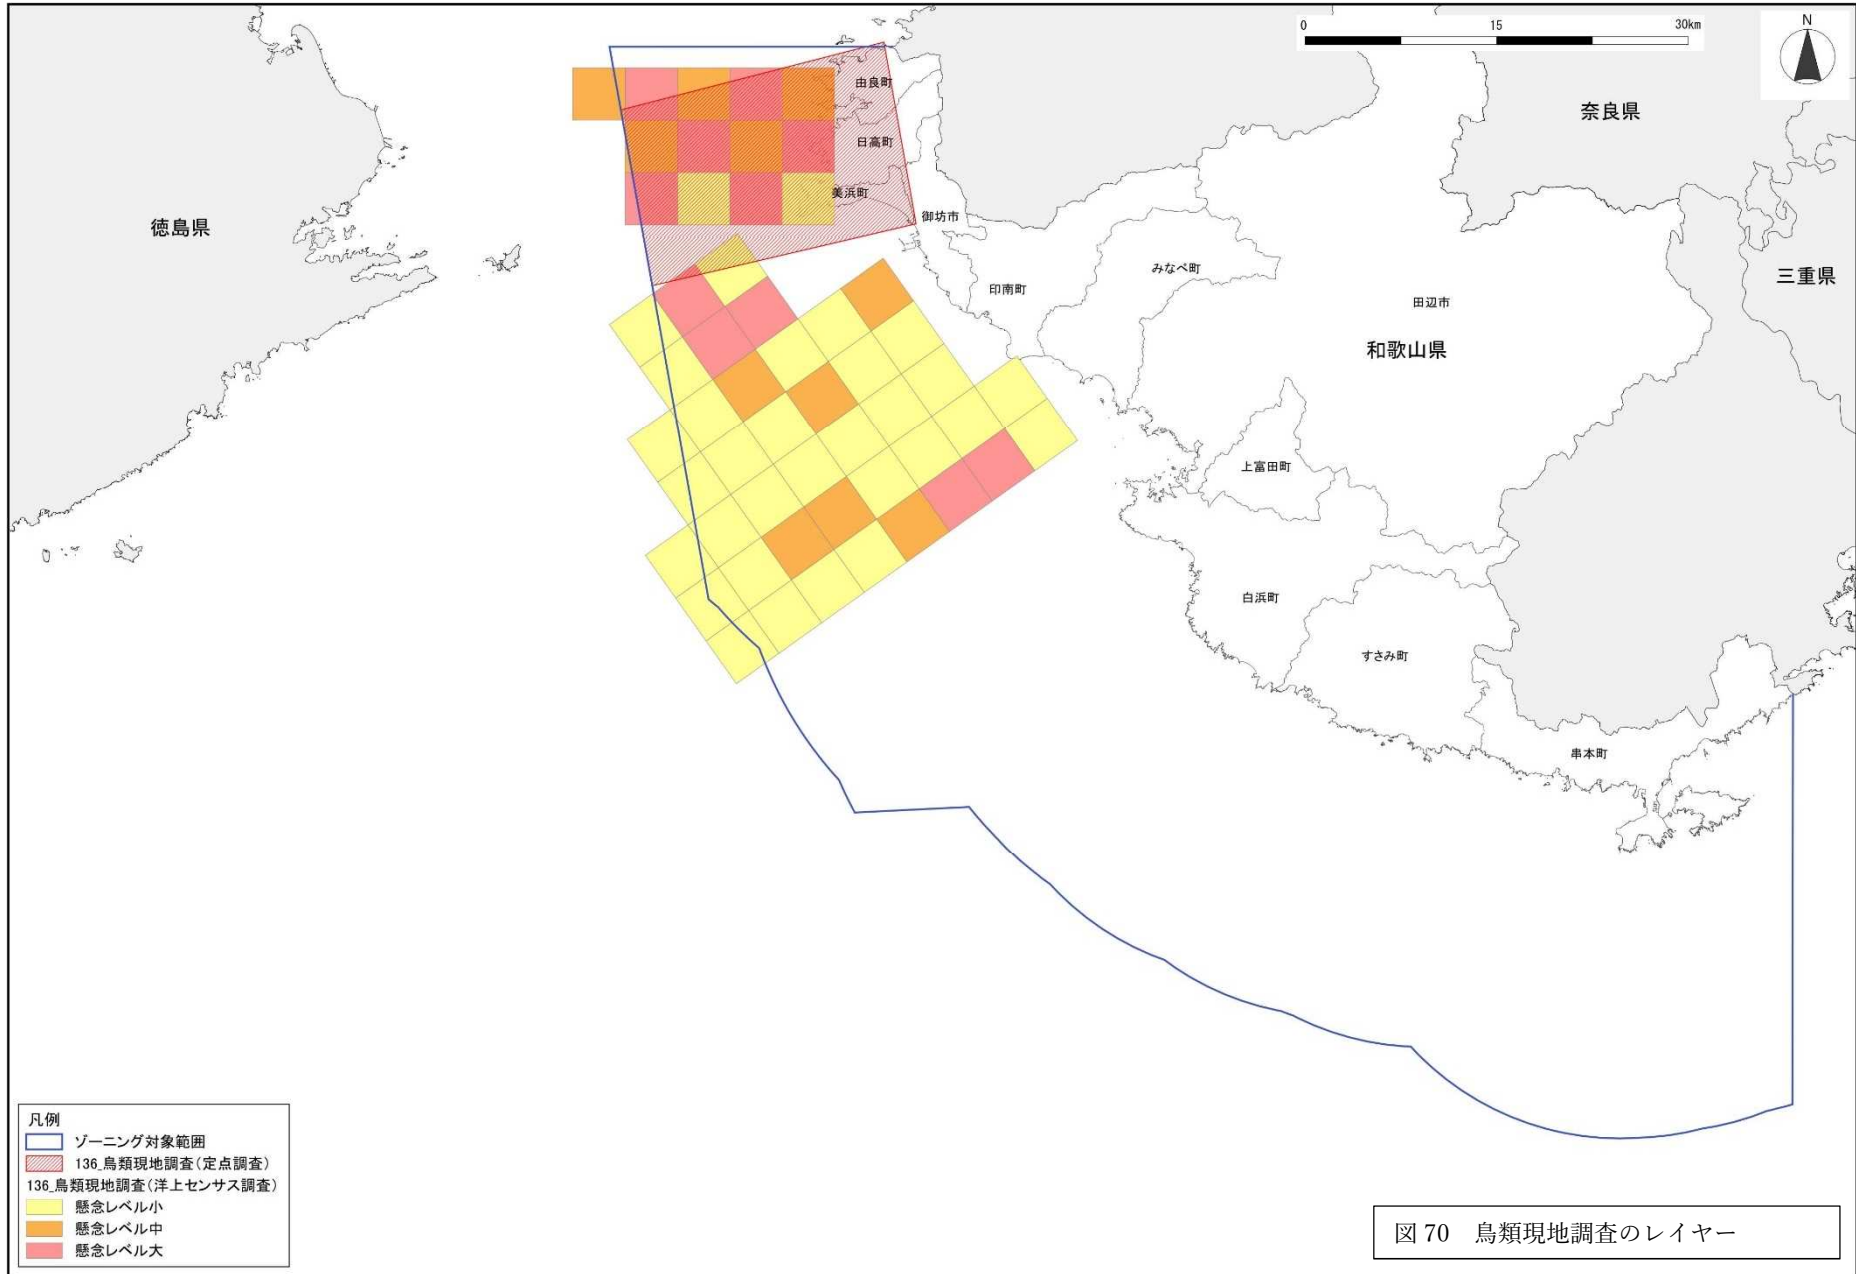 0 15 30km
N
由良町
奈良県
日高町
美浜町
御坊市
徳島県
みなべ町
三重県
印南町
田辺市
和歌山県
上富田町
白浜町
すさみ町
串本町
凡例
ゾーニング対象範囲
136_鳥類現地調査(定点調査)
136_鳥類現地調査(洋上センサス調査)
懸念レベル小
懸念レベル中
懸念レベル大
図 70 鳥類現地調査のレイヤー